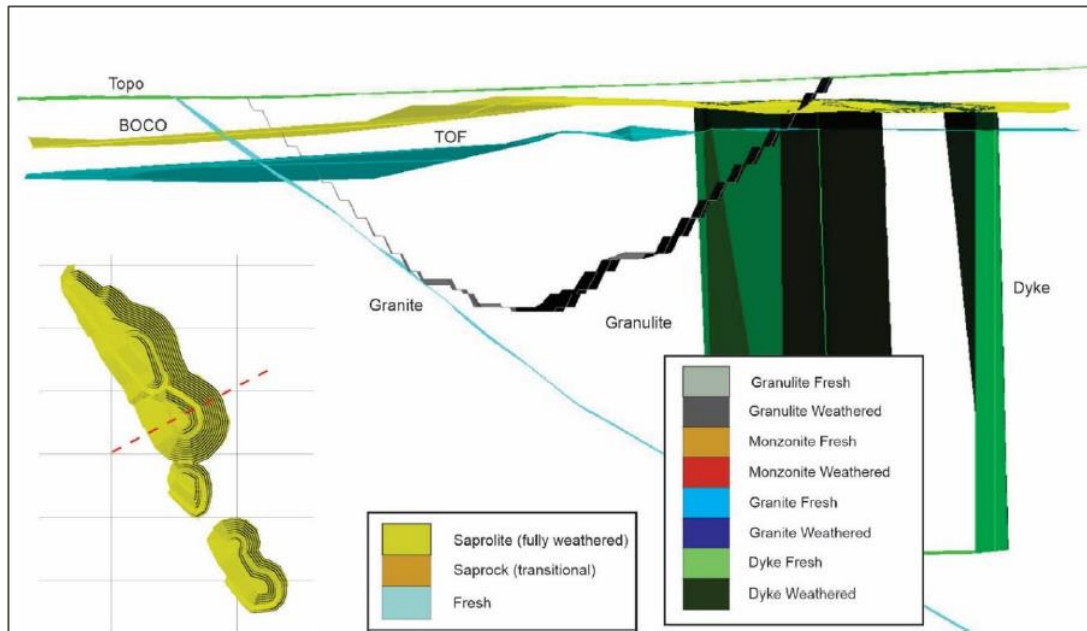 Topo
BOCO
TOF
Granite
Granulite
Dyke
Granulite Fresh
Granulite Weathered
Monzonite Fresh
Monzonite Weathered
Granite Fresh
Granite Weathered
Dyke Fresh
Dyke Weathered
Saprolite (fully weathered)
Saprock (transitional)
Fresh